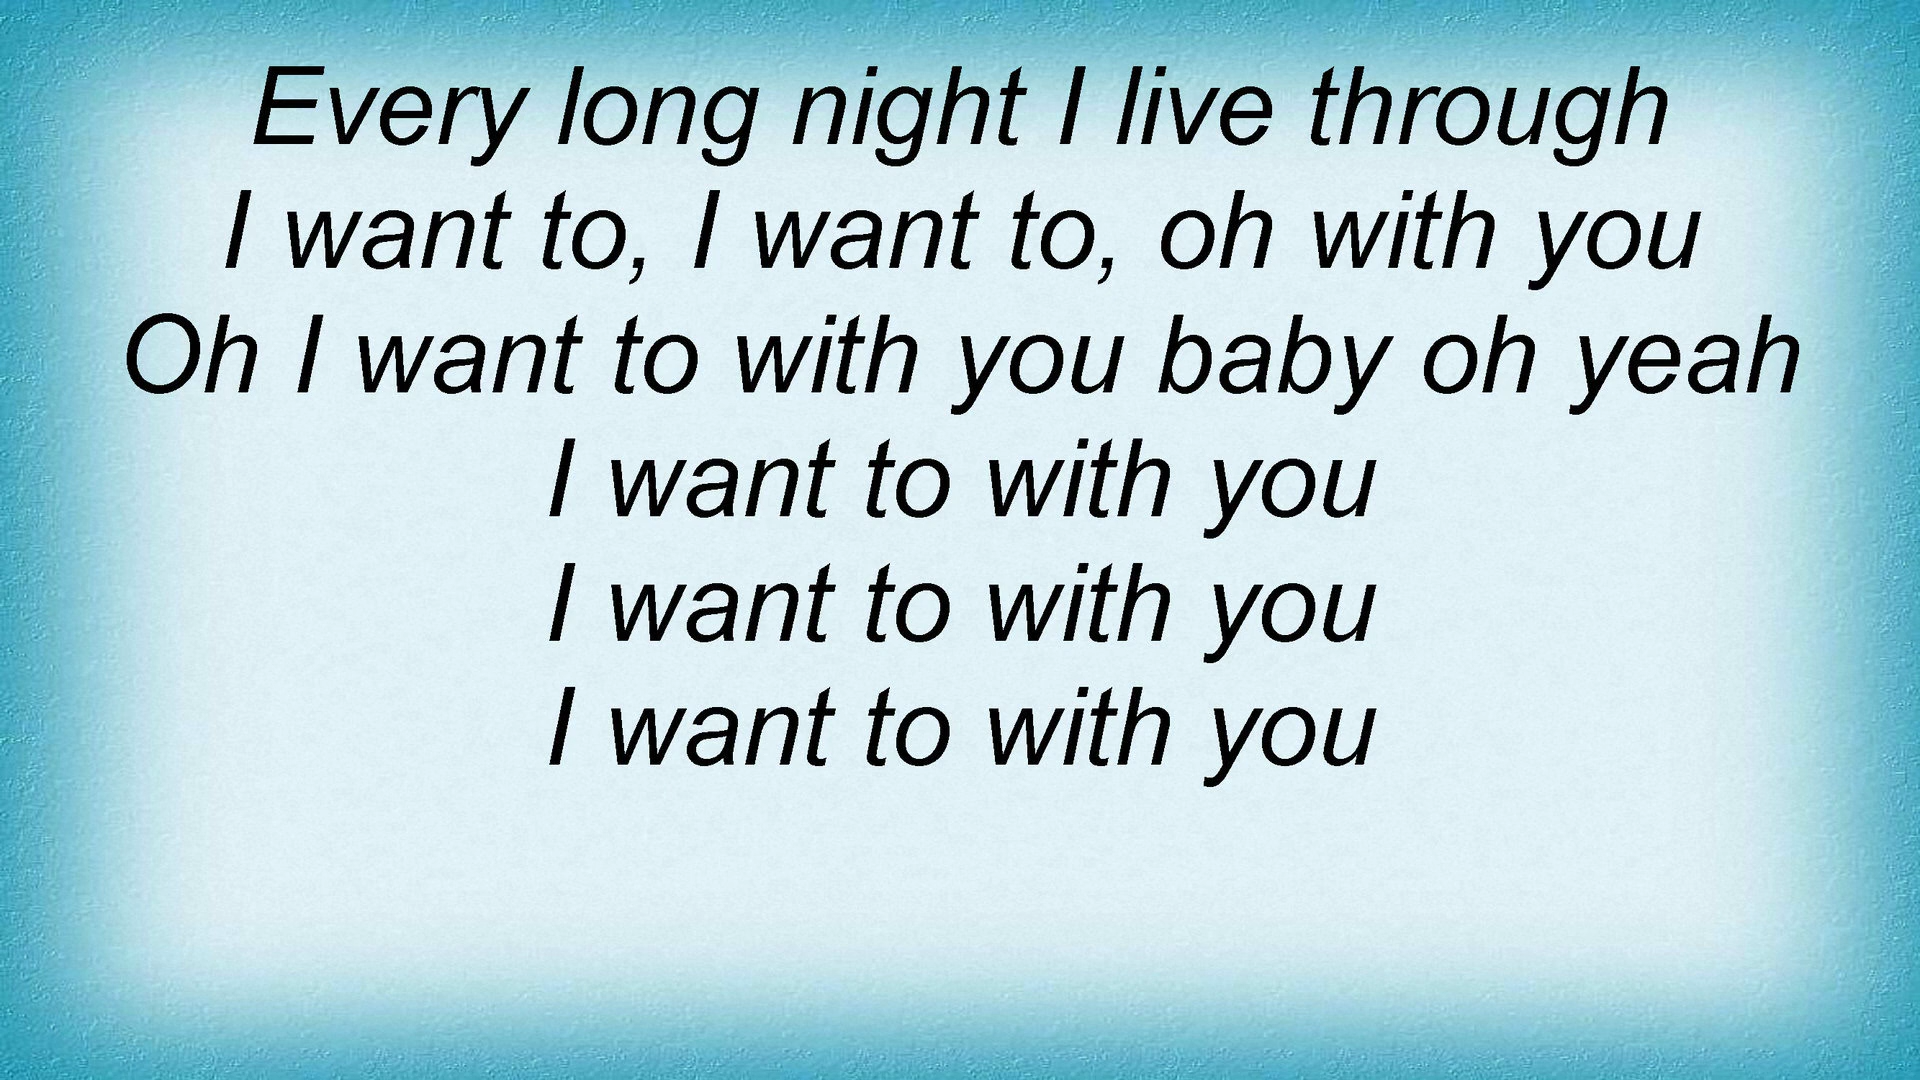 Every long night I live through
I want to, I want to, oh with you
Oh I want to with you baby oh yeah
I want to with you
I want to with you
I want to with you